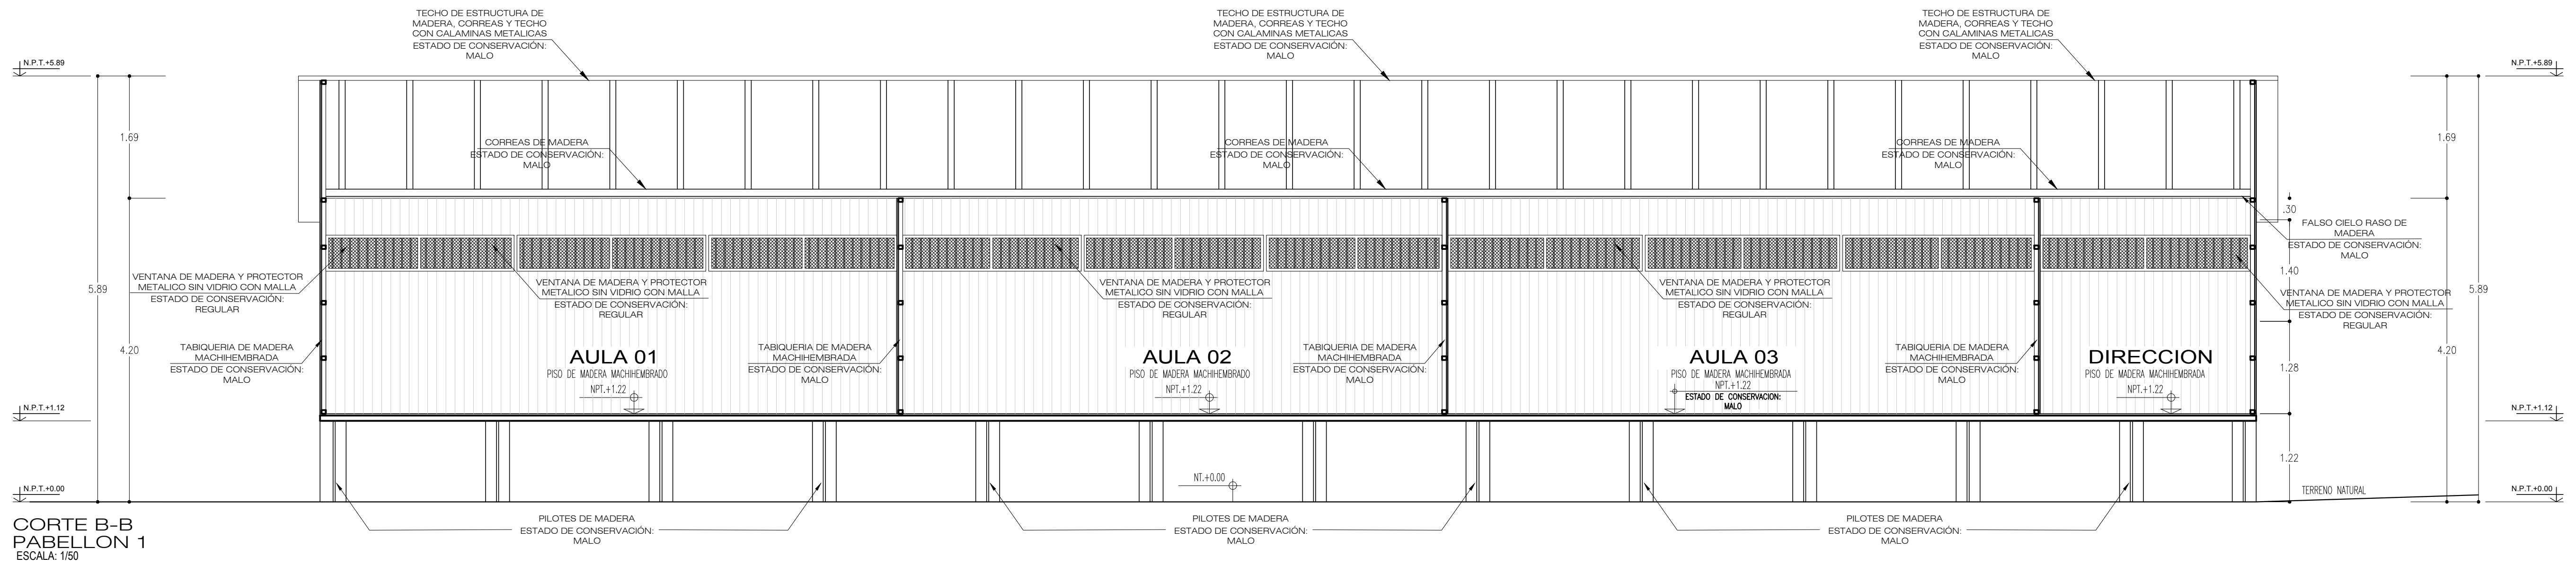 TECHO DE ESTRUCTURA DE
MADERA, CORREAS Y TECHO
CON CALAMINAS METALICAS
ESTADO DE CONSERVACIÓN:
MALO
TECHO DE ESTRUCTURA DE
MADERA, CORREAS Y TECHO
CON CALAMINAS METALICAS
ESTADO DE CONSERVACIÓN:
MALO
TECHO DE ESTRUCTURA DE
MADERA, CORREAS Y TECHO
CON CALAMINAS METALICAS
ESTADO DE CONSERVACIÓN:
MALO
N.P.T.+5.89
N.P.T.+5.89
1.69
1.69
CORREAS DE MADERA
ESTADO DE CONSERVACIÓN:
MALO
CORREAS DE MADERA
ESTADO DE CONSERVACIÓN:
MALO
CORREAS DE MADERA
ESTADO DE CONSERVACIÓN:
MALO
.30
FALSO CIELO RASO DE
MADERA
ESTADO DE CONSERVACIÓN:
MALO
VENTANA DE MADERA Y PROTECTOR
METALICO SIN VIDRIO CON MALLA
ESTADO DE CONSERVACIÓN:
REGULAR
VENTANA DE MADERA Y PROTECTOR
METALICO SIN VIDRIO CON MALLA
ESTADO DE CONSERVACIÓN:
REGULAR
VENTANA DE MADERA Y PROTECTOR
METALICO SIN VIDRIO CON MALLA
ESTADO DE CONSERVACIÓN:
REGULAR
VENTANA DE MADERA Y PROTECTOR
METALICO SIN VIDRIO CON MALLA
ESTADO DE CONSERVACIÓN:
REGULAR
1.40
VENTANA DE MADERA Y PROTECTOR
METALICO SIN VIDRIO CON MALLA
ESTADO DE CONSERVACIÓN:
REGULAR
5.89
5.89
4.20
4.20
TABIQUERIA DE MADERA
MACHIHEMBRADA
ESTADO DE CONSERVACIÓN:
MALO
AULA 01
PISO DE MADERA MACHIHEMBRADO
NPT.+1.22
TABIQUERIA DE MADERA
MACHIHEMBRADA
ESTADO DE CONSERVACIÓN:
MALO
AULA 02
PISO DE MADERA MACHIHEMBRADO
NPT.+1.22
TABIQUERIA DE MADERA
MACHIHEMBRADA
ESTADO DE CONSERVACIÓN:
MALO
AULA 03
PISO DE MADERA MACHIHEMBRADA
NPT.+1.22
ESTADO DE CONSERVACION:
MALO
TABIQUERIA DE MADERA
MACHIHEMBRADA
ESTADO DE CONSERVACIÓN:
MALO
DIRECCION
PISO DE MADERA MACHIHEMBRADA
NPT.+1.22
1.28
N.P.T.+1.12
N.P.T.+1.12
1.22
NT.+0.00
N.P.T.+0.00
TERRENO NATURAL
N.P.T.+0.00
PILOTES DE MADERA
ESTADO DE CONSERVACIÓN:
MALO
PILOTES DE MADERA
ESTADO DE CONSERVACIÓN:
MALO
PILOTES DE MADERA
ESTADO DE CONSERVACIÓN:
MALO
CORTE B-B
PABELLON 1
ESCALA: 1/50